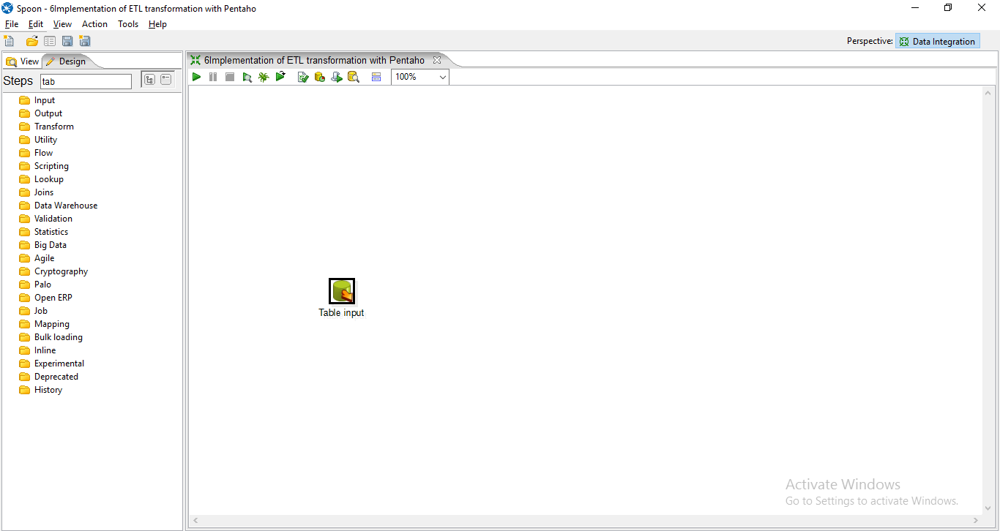 Spoon - 6Implementation of ETL transformation with Pentaho
File Edit View Action Tools Help
Perspective: Data Integration
View Design
6Implementation of ETL transformation with Pentaho
Steps tab
100%
Input
Output
Transform
Utility
Flow
Scripting
Lookup
Joins
Data Warehouse
Validation
Statistics
Big Data
Agile
Cryptography
Palo
Open ERP
Job
Mapping
Bulk loading
Inline
Experimental
Deprecated
History
Table input
Activate Windows
Go to Settings to activate Windows.